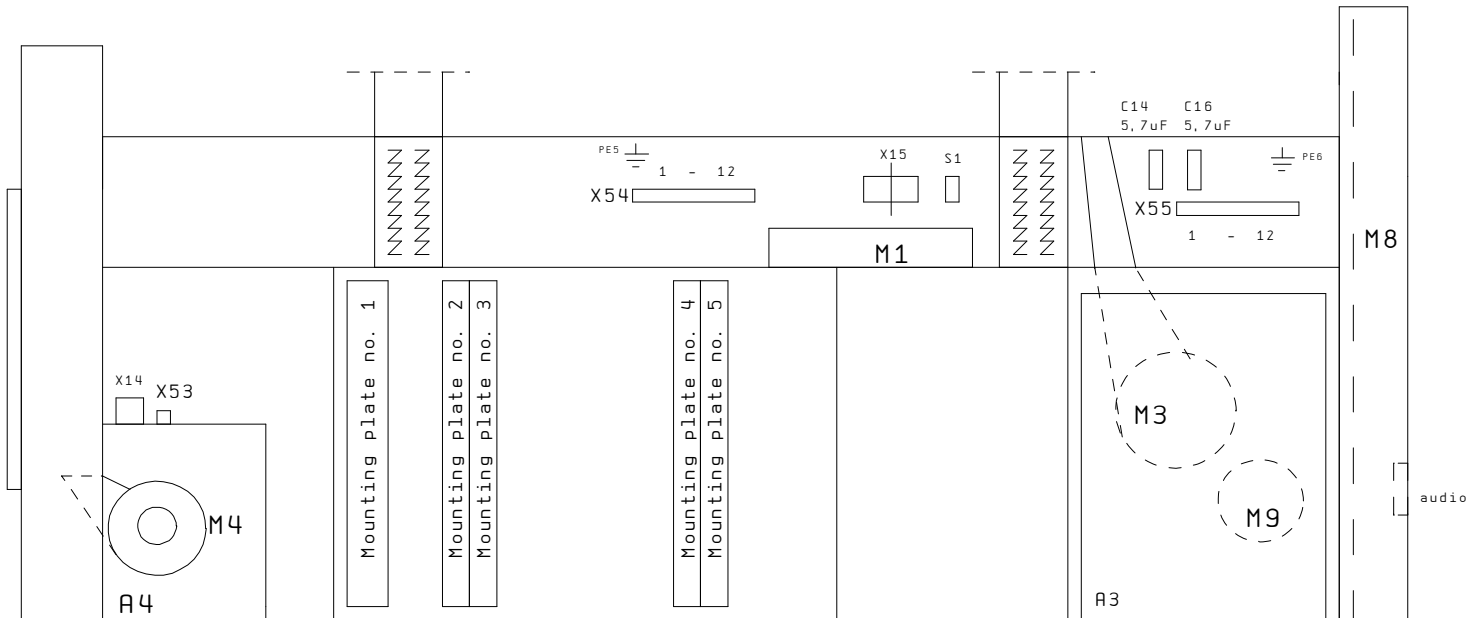 C14 C16
5,7uF 5,7uF
PE5
X15 S1
PE6
1 - 12
X54
X55
1 - 12
M1
M8
Mounting plate no. 1
Mounting plate no. 2
Mounting plate no. 3
Mounting plate no. 4
Mounting plate no. 5
X14
X53
M3
audio
M4
M9
A4
A3